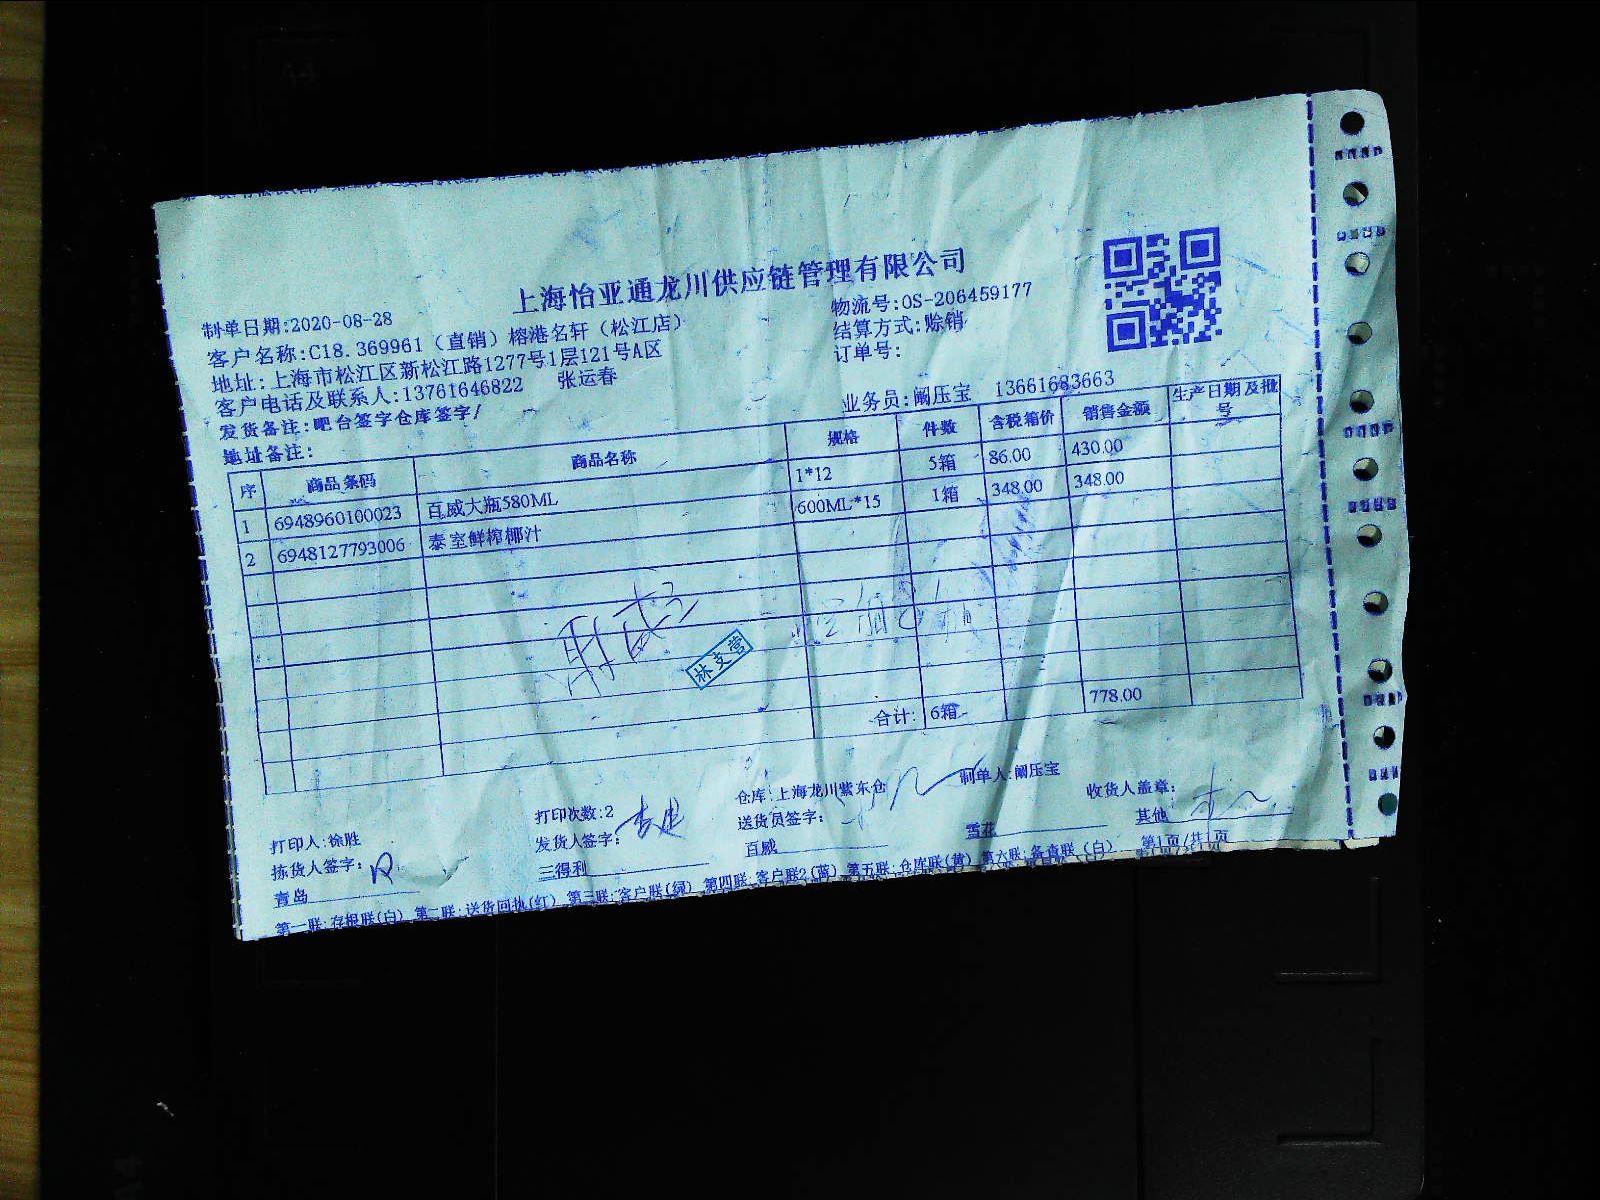 上海怡亚通龙川供应链管理有限公司
制单日期:2020-08-28
物流号:OS-206459177
客户名称:C18.369961（直销）榕港名轩（松江店）
结算方式:赊销
地址:上海市松江区新松江路1277号1层121号A区
订单号:
客户电话及联系人:13761646822 张运春
业务员:阚压宝 13661683663
发货备注:吧台签字仓库签字/
地址备注:
序 商品条码 商品名称 规格 件数 含税箱价 销售金额 生产日期及批号
1 6948960100023 百威大瓶580ML 1*12 5箱 86.00 430.00
2 6948127793006 泰室鲜榨椰汁 600ML*15 1箱 348.00 348.00
林支营
合计: 6箱 778.00
打印人:徐胜 打印次数:2 仓库:上海龙川紫东仓 制单人:阚压宝 收货人盖章:
拣货人签字: 发货人签字: 送货员签字: 其他
青岛 三得利 百威 雪花
第一联:存根联(白) 第二联:送货回执(红) 第三联:客户联(绿) 第四联:客户联2(蓝) 第五联:仓库联(黄) 第六联:备查联(白) 第1页/共1页